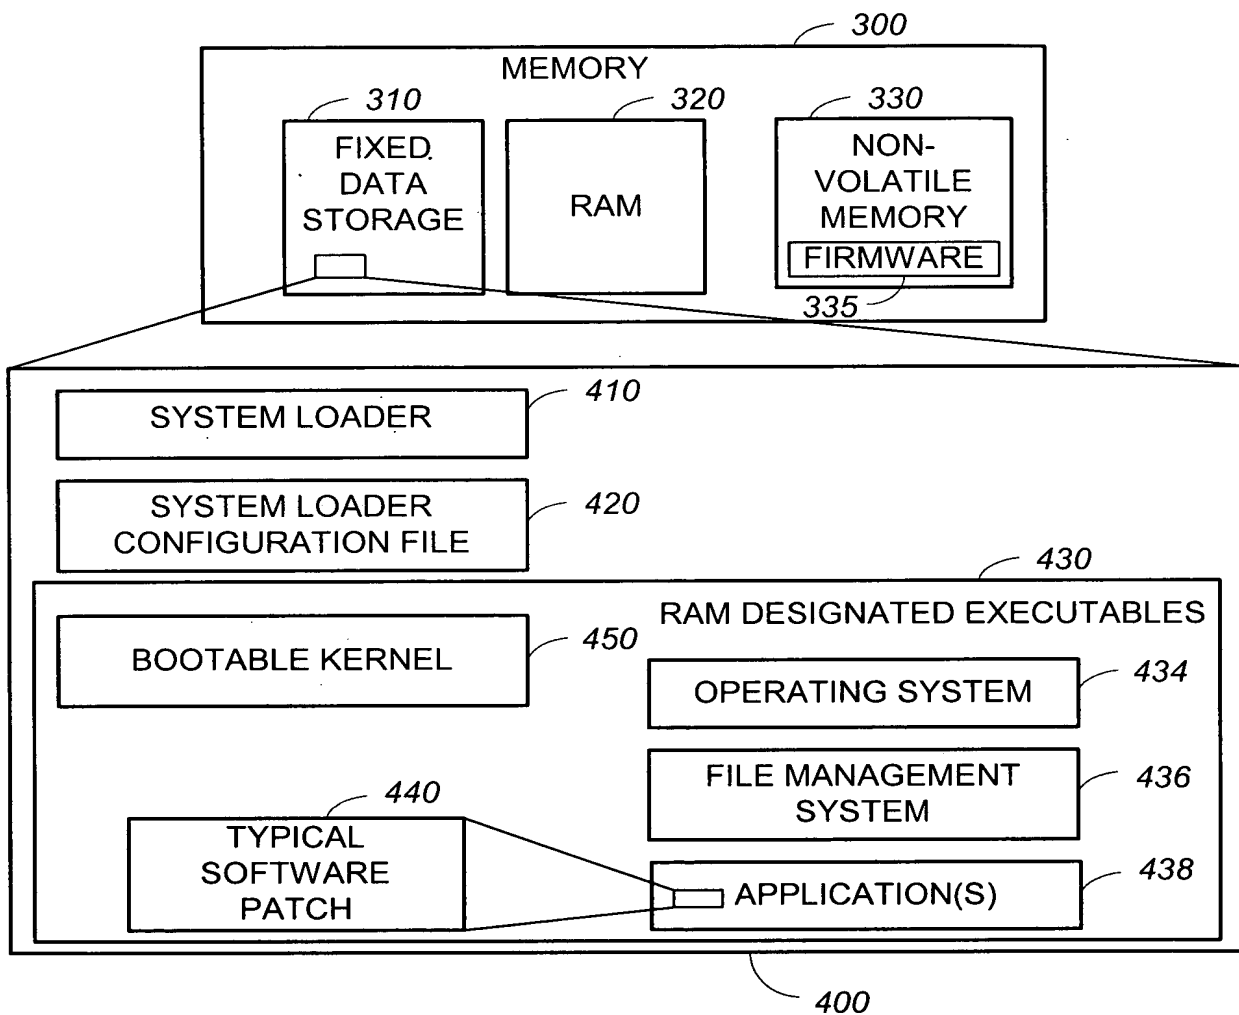 300
MEMORY
310
320
330
FIXED
DATA
STORAGE
RAM
NON-
VOLATILE
MEMORY
FIRMWARE
335
SYSTEM LOADER
410
SYSTEM LOADER
CONFIGURATION FILE
420
430
RAM DESIGNATED EXECUTABLES
BOOTABLE KERNEL
450
OPERATING SYSTEM
434
FILE MANAGEMENT
SYSTEM
436
440
TYPICAL
SOFTWARE
PATCH
APPLICATION(S)
438
400